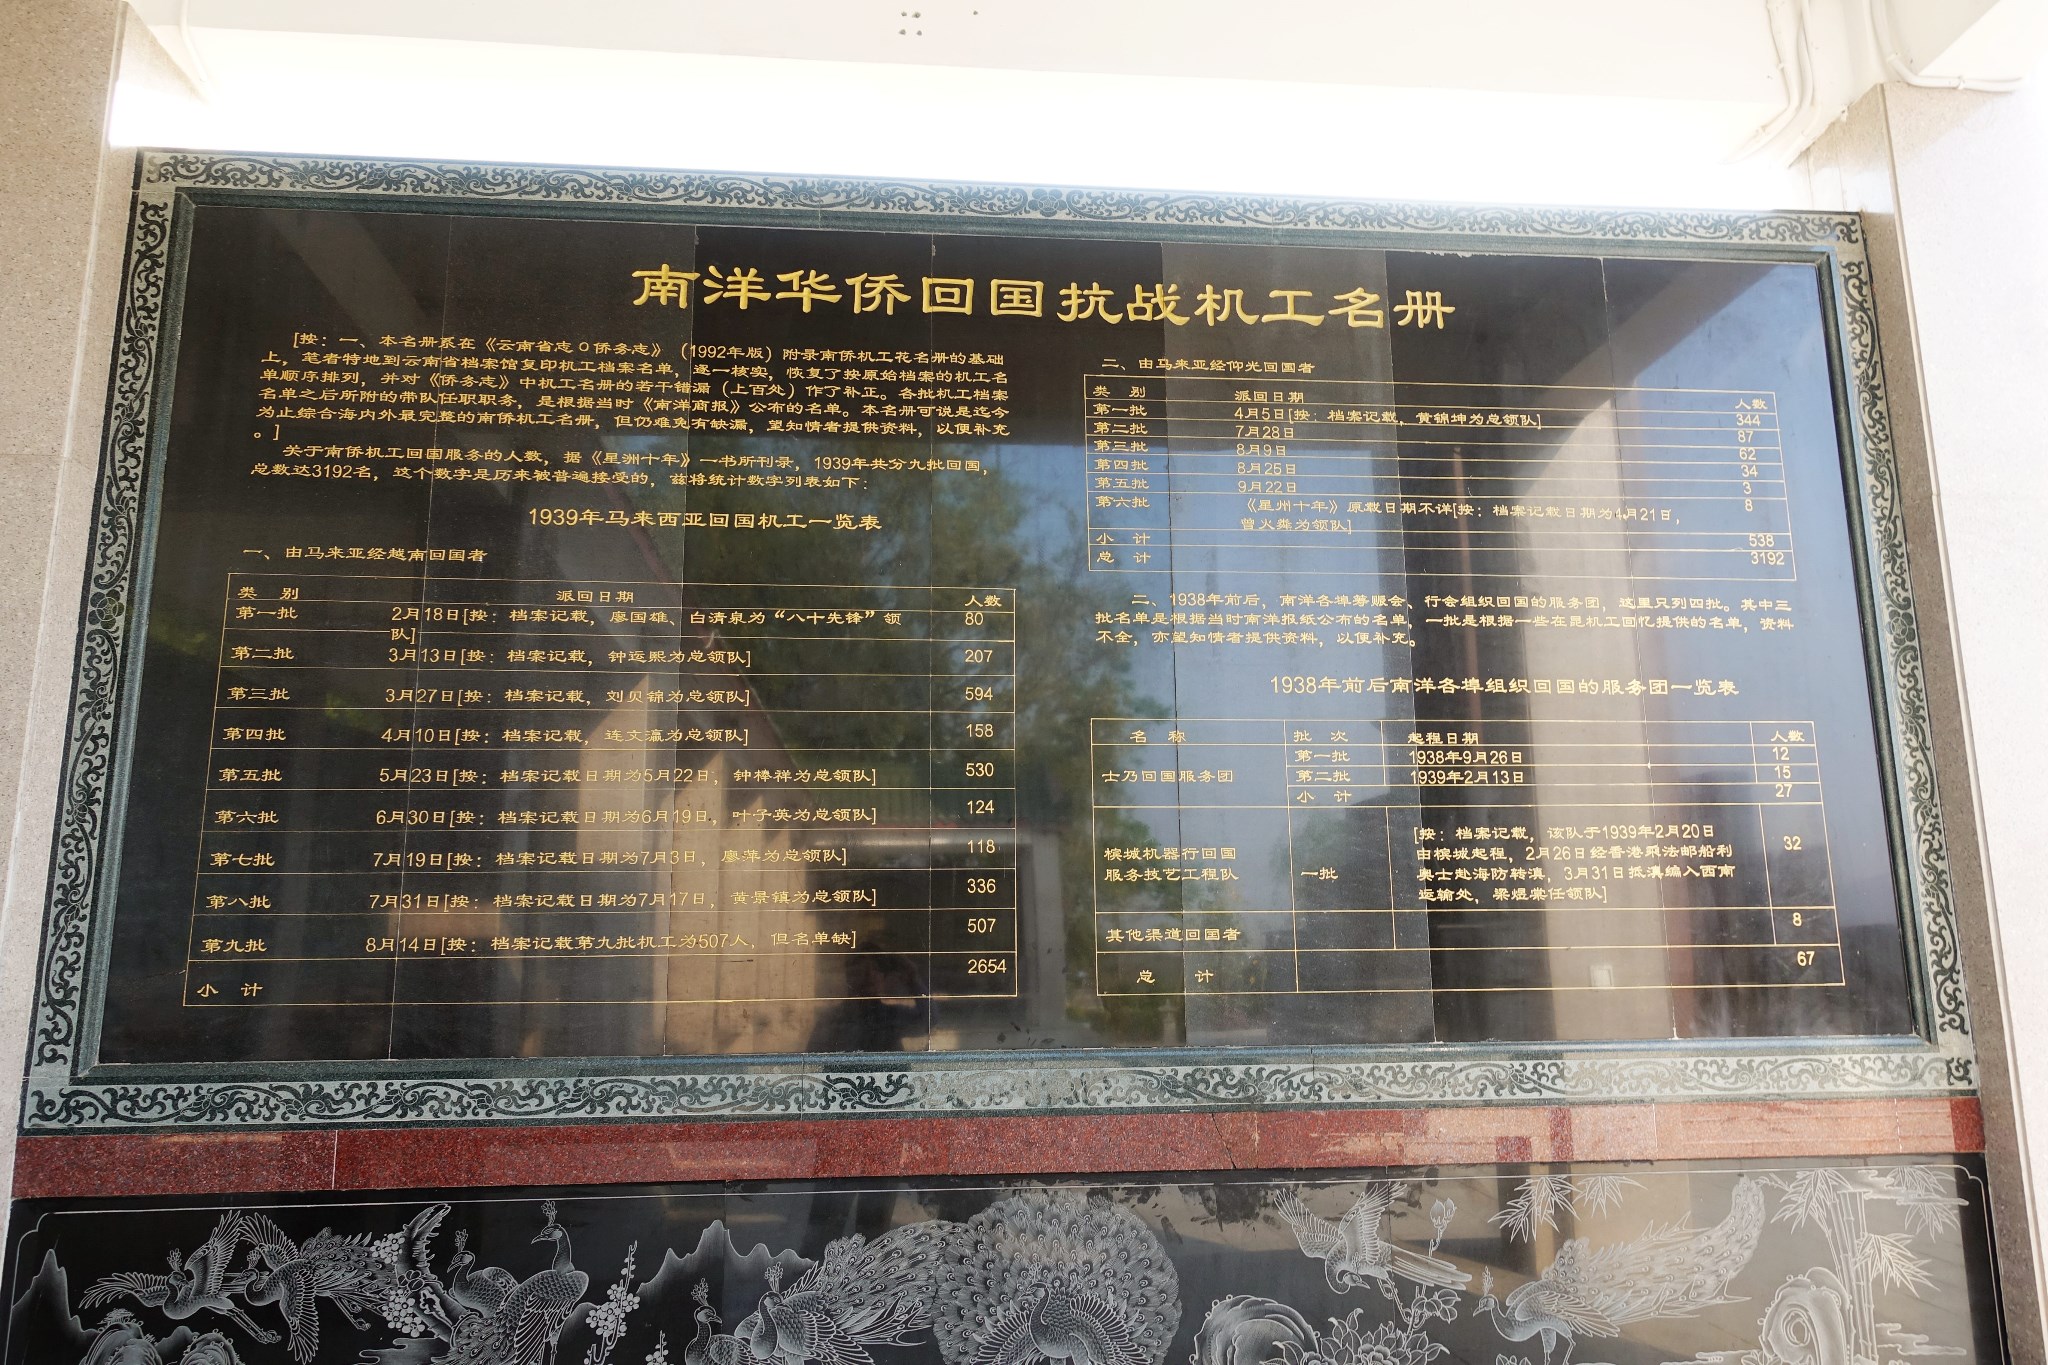 南洋华侨回国抗战机工名册
[按：一、本名册系在《云南省志O侨务志》（1992年版）附录南侨机工花名册的基础
上，笔者特地到云南省档案馆复印机工档案名单，逐一核实，恢复了按原始档案的机工名
单顺序排列，并对《侨务志》中机工名册的若干错漏（上百处）作了补正。各批机工档案
名单之后所附的带队任职职务，是根据当时《南洋商报》公布的名单。本名册可说是迄今
为止综合海内外最完整的南侨机工名册，但仍难免有缺漏，望知情者提供资料，以便补充
。]
关于南侨机工回国服务的人数，据《星洲十年》一书所刊录，1939年共分九批回国，
总数达3192名，这个数字是历来被普遍接受的，兹将统计数字列表如下：
1939年马来西亚回国机工一览表
一、由马来亚经越南回国者
类 别 派回日期 人数
第一批 2月18日[按：档案记载，廖国雄、白清泉为“八十先锋”领 80
队]
第二批 3月13日[按：档案记载，钟运熙为总领队] 207
第三批 3月27日[按：档案记载，刘贝锦为总领队] 594
第四批 4月10日[按：档案记载，连文瀛为总领队] 158
第五批 5月23日[按：档案记载日期为5月22日，钟棒祥为总领队] 530
第六批 6月30日[按：档案记载日期为6月19日，叶子英为总领队] 124
第七批 7月19日[按：档案记载日期为7月3日，廖萍为总领队] 118
第八批 7月31日[按：档案记载日期为7月17日，黄景镇为总领队] 336
第九批 8月14日[按：档案记载第九批机工为507人，但名单缺] 507
小 计 2654
二、由马来亚经仰光回国者
类 别 派回日期 人数
第一批 4月5日[按：档案记载，黄锦坤为总领队] 344
第二批 7月28日 87
第三批 8月9日 62
第四批 8月25日 34
第五批 9月22日 3
第六批 《星州十年》原载日期不详[按：档案记载日期为4月21日， 8
曾火粦为领队]
小 计 538
总 计 3192
二、1938年前后，南洋各埠筹赈会、行会组织回国的服务团，这里只列四批。其中三
批名单是根据当时南洋报纸公布的名单，一批是根据一些在昆机工回忆提供的名单，资料
不全，亦望知情者提供资料，以便补充。
1938年前后南洋各埠组织回国的服务团一览表
名 称 批 次 起程日期 人数
第一批 1938年9月26日 12
士乃回国服务团 第二批 1939年2月13日 15
小 计 27
[按：档案记载，该队于1939年2月20日
槟城机器行回国 由槟城起程，2月26日经香港乘法邮船利 32
服务技艺工程队 一批 奥士赴海防转滇，3月31日抵滇编入西南
运输处，梁煜棠任领队]
其他渠道回国者 8
总 计 67